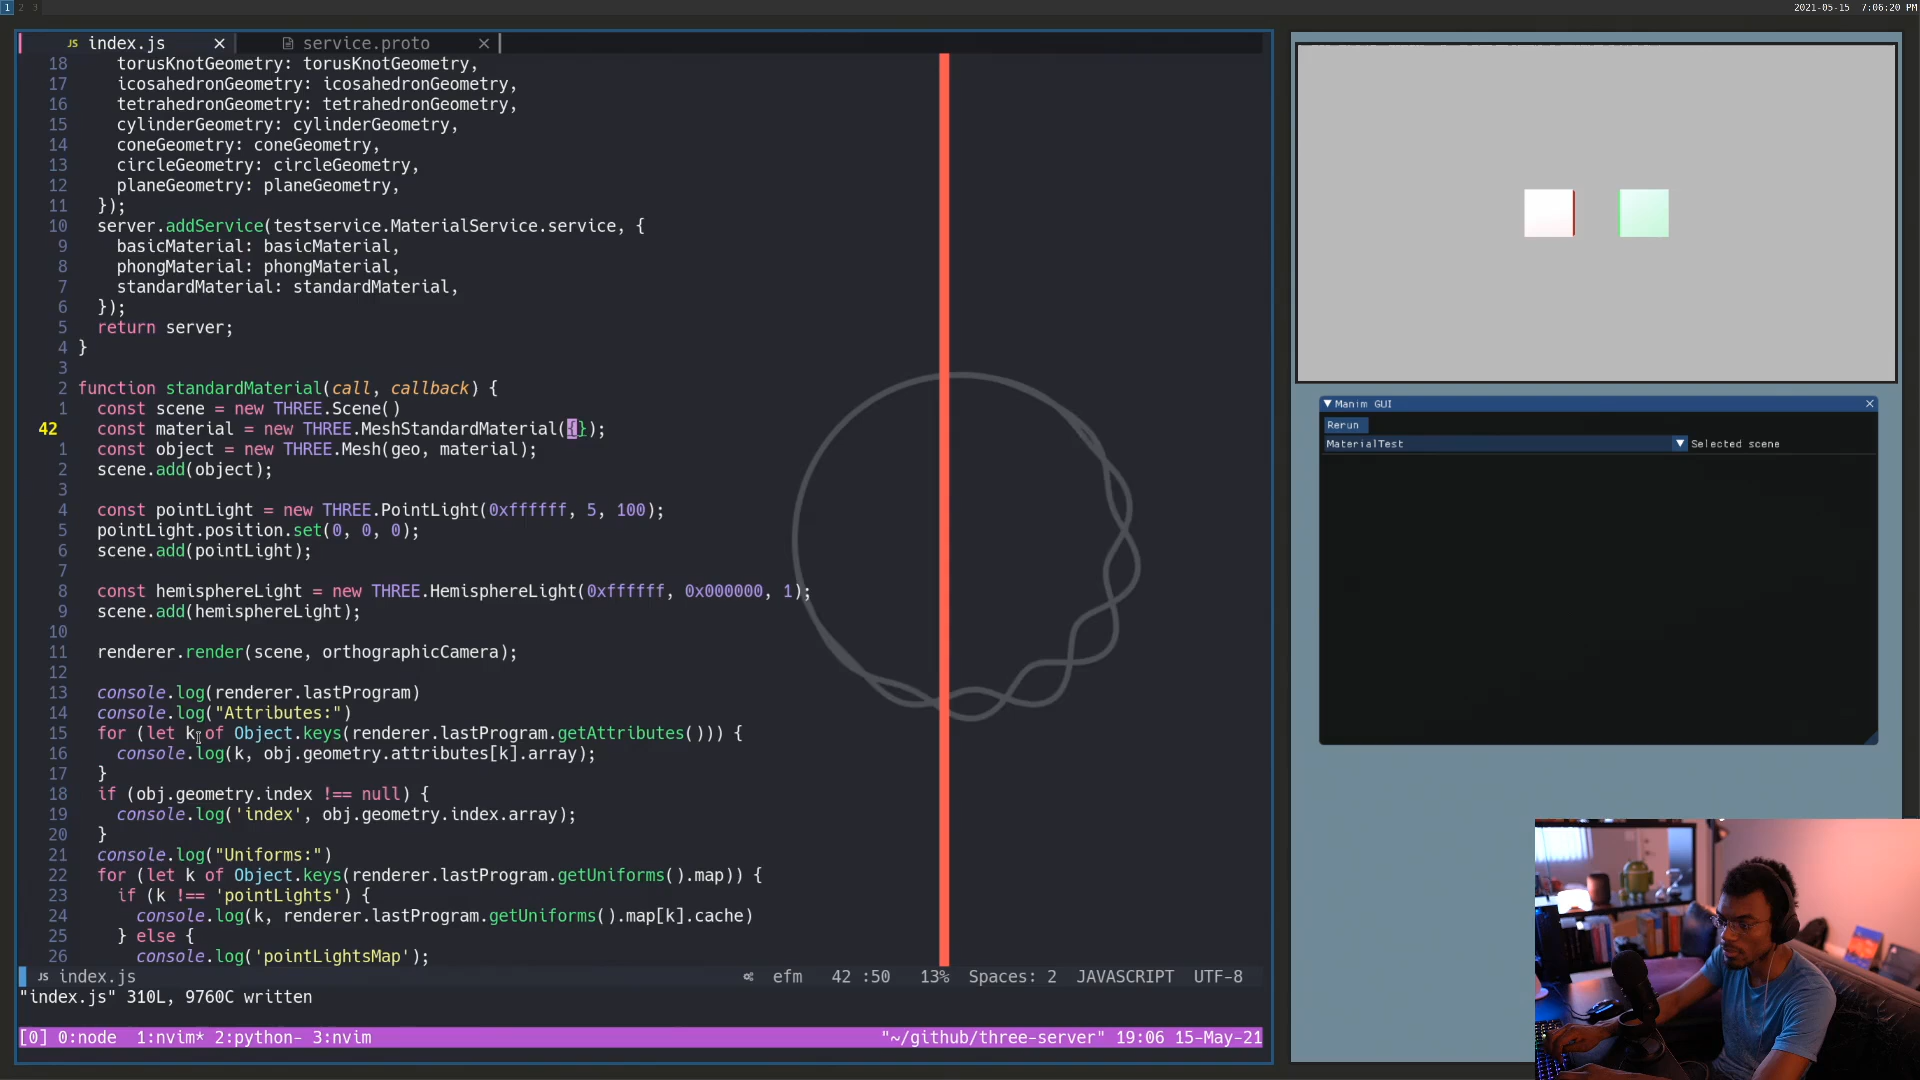 1 2 3
2021-05-15 7:06:20 PM
JS index.js × service.proto ×
18 torusKnotGeometry: torusKnotGeometry,
17 icosahedronGeometry: icosahedronGeometry,
16 tetrahedronGeometry: tetrahedronGeometry,
15 cylinderGeometry: cylinderGeometry,
14 coneGeometry: coneGeometry,
13 circleGeometry: circleGeometry,
12 planeGeometry: planeGeometry,
11 });
10 server.addService(testservice.MaterialService.service, {
9 basicMaterial: basicMaterial,
8 phongMaterial: phongMaterial,
7 standardMaterial: standardMaterial,
6 });
5 return server;
4 }
3
2 function standardMaterial(call, callback) {
1 const scene = new THREE.Scene()
42 const material = new THREE.MeshStandardMaterial({});
1 const object = new THREE.Mesh(geo, material);
2 scene.add(object);
3
4 const pointLight = new THREE.PointLight(0xffffff, 5, 100);
5 pointLight.position.set(0, 0, 0);
6 scene.add(pointLight);
7
8 const hemisphereLight = new THREE.HemisphereLight(0xffffff, 0x000000, 1);
9 scene.add(hemisphereLight);
10
11 renderer.render(scene, orthographicCamera);
12
13 console.log(renderer.lastProgram)
14 console.log("Attributes:")
15 for (let k of Object.keys(renderer.lastProgram.getAttributes())) {
16 console.log(k, obj.geometry.attributes[k].array);
17 }
18 if (obj.geometry.index !== null) {
19 console.log('index', obj.geometry.index.array);
20 }
21 console.log("Uniforms:")
22 for (let k of Object.keys(renderer.lastProgram.getUniforms().map)) {
23 if (k !== 'pointLights') {
24 console.log(k, renderer.lastProgram.getUniforms().map[k].cache)
25 } else {
26 console.log('pointLightsMap');
JS index.js efm 42 :50 13% Spaces: 2 JAVASCRIPT UTF-8
"index.js" 310L, 9760C written
[0] 0:node 1:nvim* 2:python- 3:nvim "~/github/three-server" 19:06 15-May-21
Manim GUI
Rerun
MaterialTest Selected scene